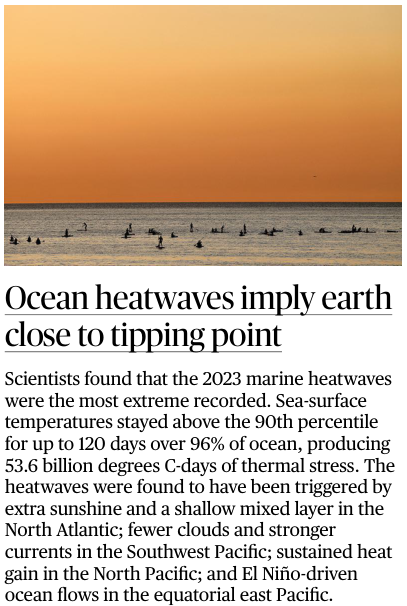 Ocean heatwaves imply earth
close to tipping point
Scientists found that the 2023 marine heatwaves
were the most extreme recorded. Sea-surface
temperatures stayed above the 90th percentile
for up to 120 days over 96% of ocean, producing
53.6 billion degrees C-days of thermal stress. The
heatwaves were found to have been triggered by
extra sunshine and a shallow mixed layer in the
North Atlantic; fewer clouds and stronger
currents in the Southwest Pacific; sustained heat
gain in the North Pacific; and El Niño-driven
ocean flows in the equatorial east Pacific.